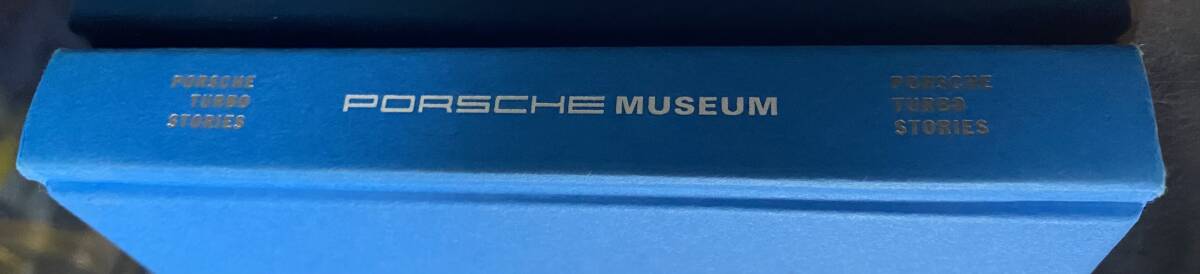 PORSCHE
TURBO
STORIES
PORSCHE MUSEUM
PORSCHE
TURBO
STORIES